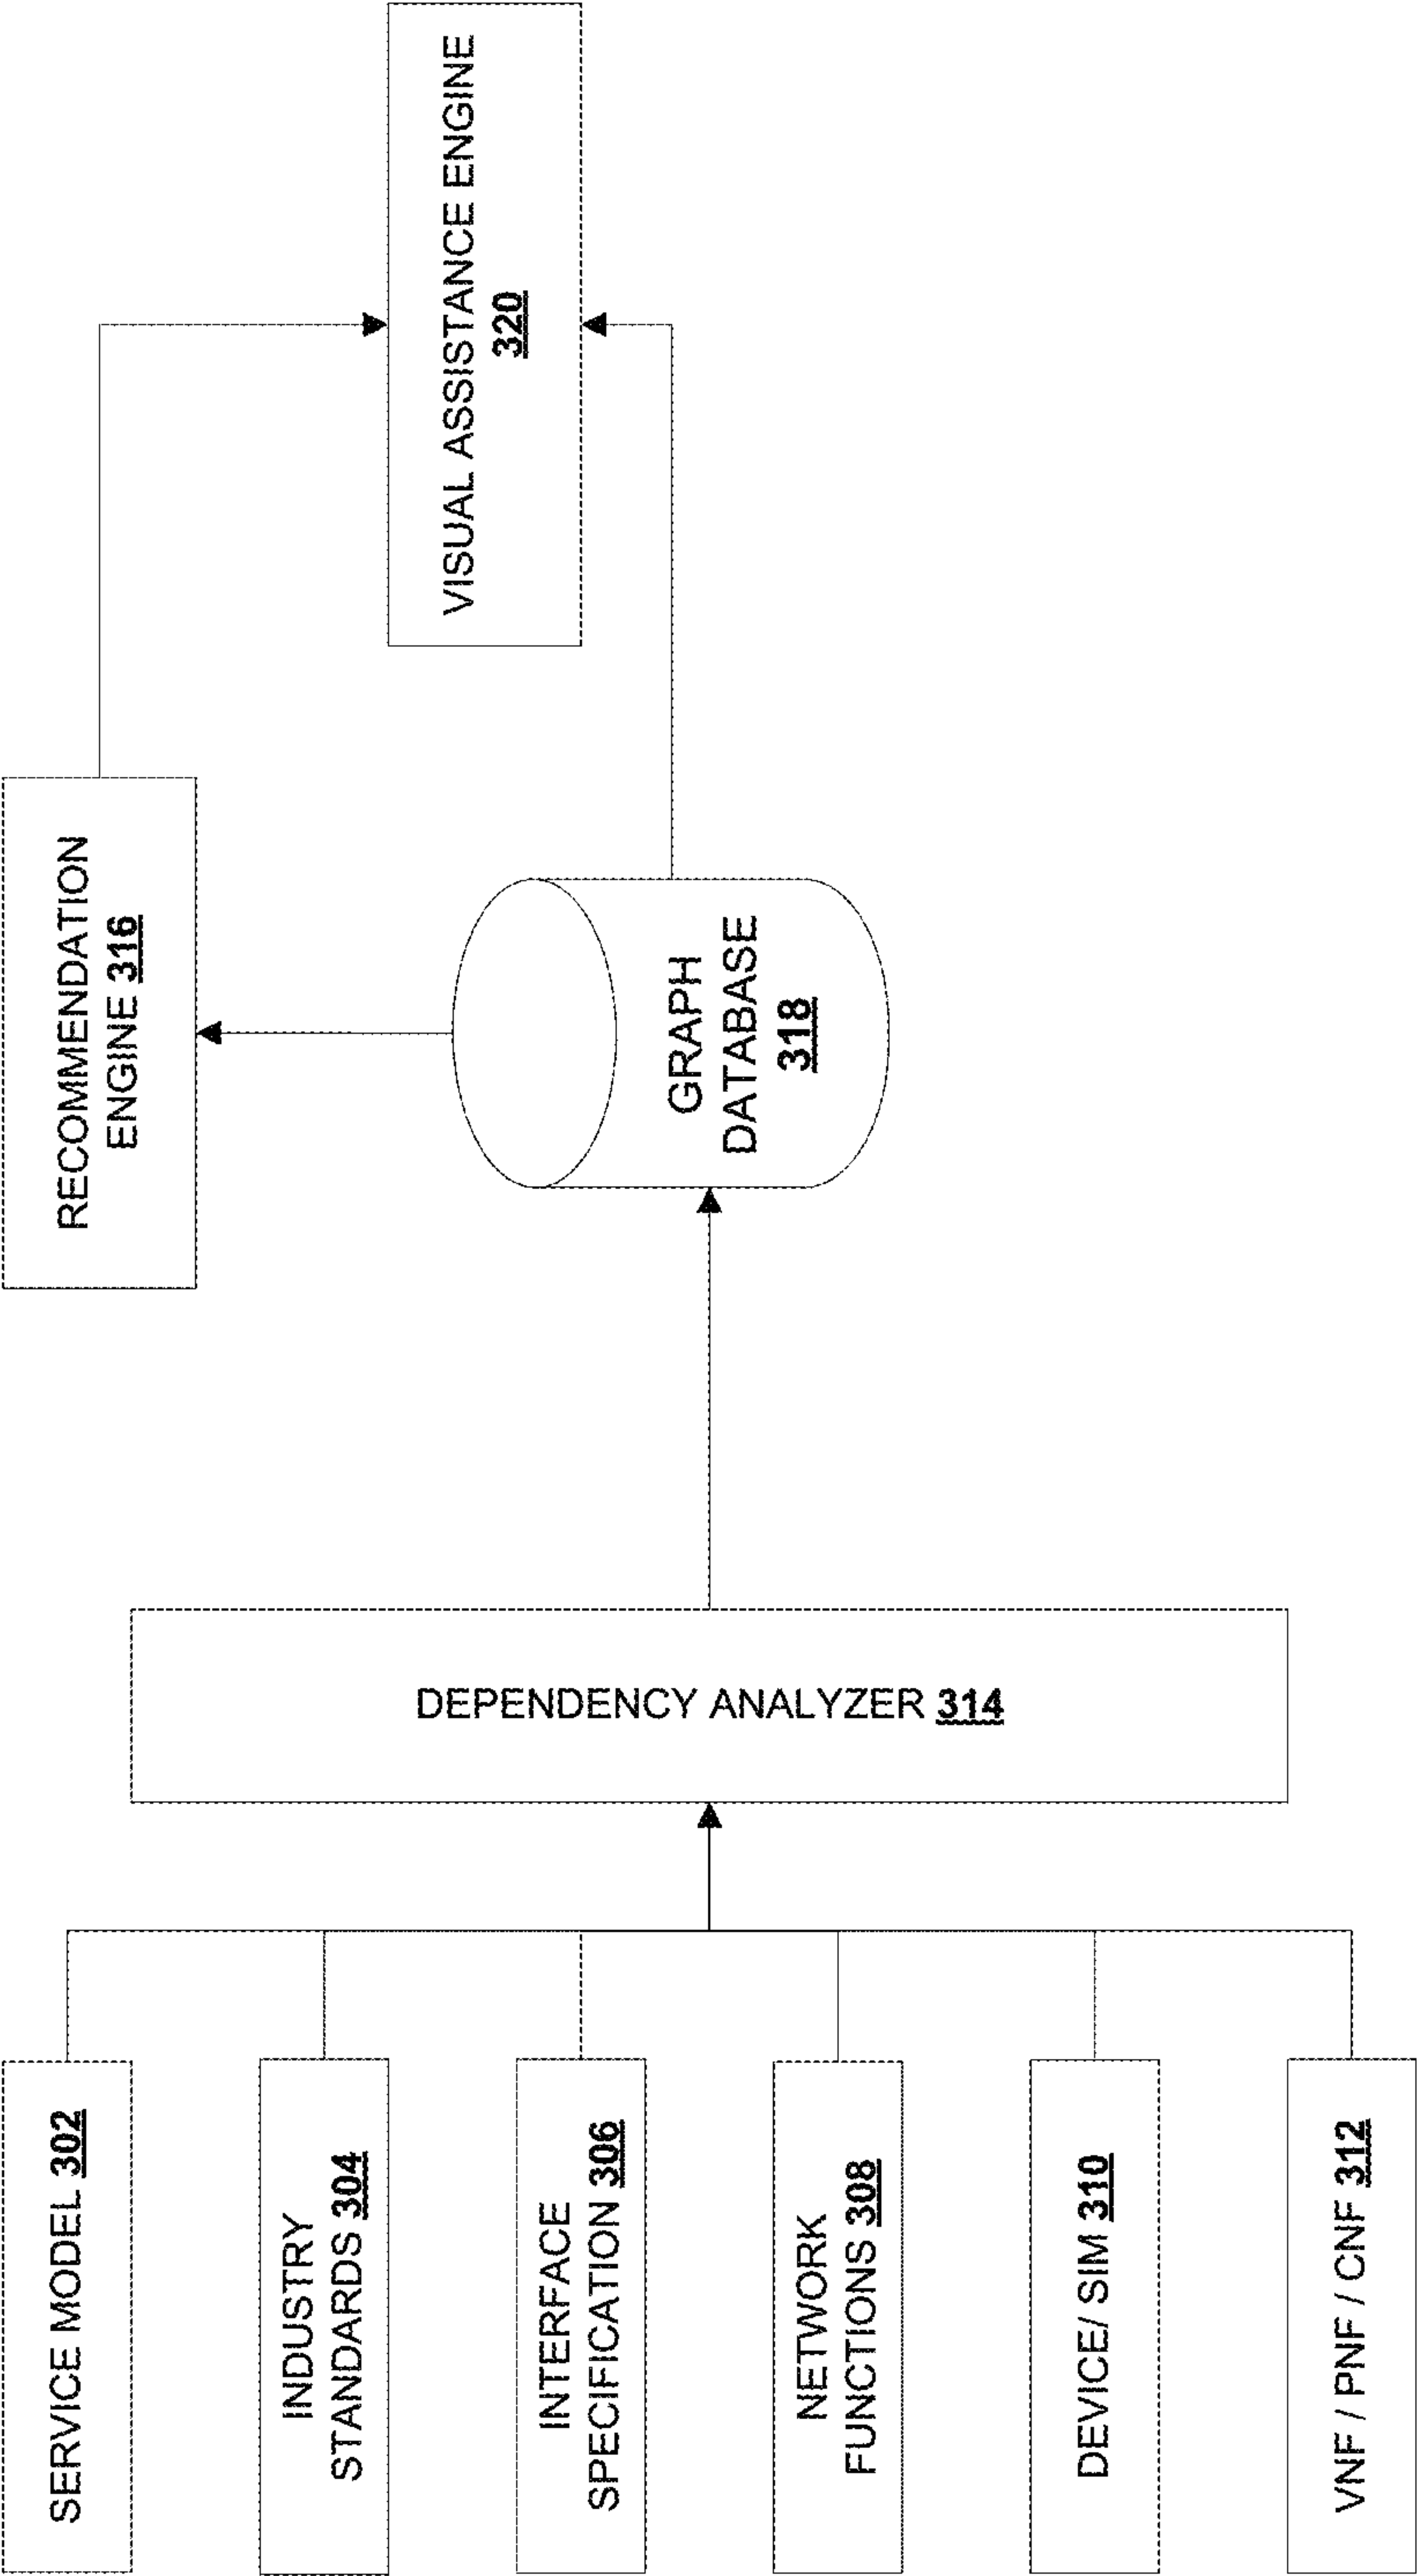 SERVICE MODEL 302
INDUSTRY
STANDARDS 304
INTERFACE
SPECIFICATION 306
NETWORK
FUNCTIONS 308
DEVICE/ SIM 310
VNF / PNF / CNF 312
DEPENDENCY ANALYZER 314
RECOMMENDATION
ENGINE 316
GRAPH
DATABASE
318
VISUAL ASSISTANCE ENGINE
320